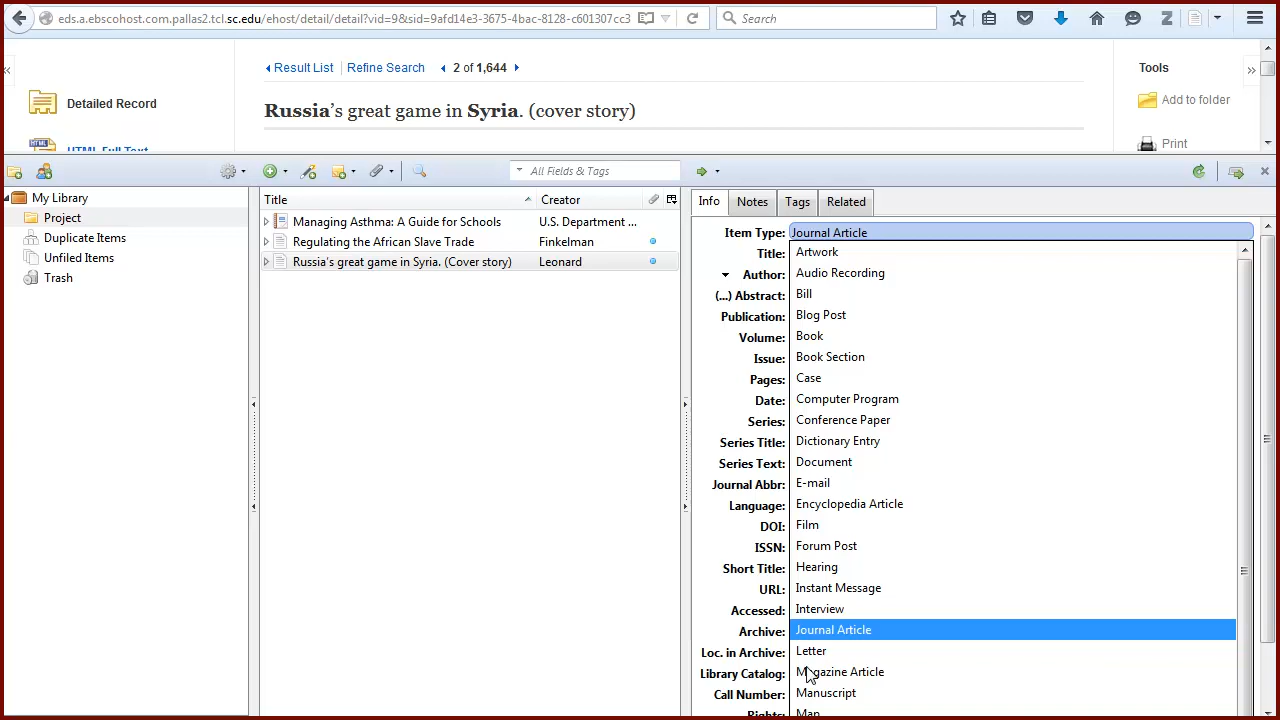 eds.a.ebscohost.com.pallas2.tcl.sc.edu/ehost/detail/detail?vid=9&sid=9afd14e3-3675-4bac-8128-c601307cc3
Search
Result List
Refine Search
2 of 1,644
Tools
Detailed Record
Add to folder
Russia's great game in Syria. (cover story)
HTML Full Text
Print
All Fields & Tags
My Library
Project
Duplicate Items
Unfiled Items
Trash
Title
Creator
Managing Asthma: A Guide for Schools
U.S. Department ...
Regulating the African Slave Trade
Finkelman
Russia's great game in Syria. (Cover story)
Leonard
Info
Notes
Tags
Related
Item Type: Journal Article
Title:
Author:
(...) Abstract:
Publication:
Volume:
Issue:
Pages:
Date:
Series:
Series Title:
Series Text:
Journal Abbr:
Language:
DOI:
ISSN:
Short Title:
URL:
Accessed:
Archive:
Loc. in Archive:
Library Catalog:
Call Number:
Rights:
Artwork
Audio Recording
Bill
Blog Post
Book
Book Section
Case
Computer Program
Conference Paper
Dictionary Entry
Document
E-mail
Encyclopedia Article
Film
Forum Post
Hearing
Instant Message
Interview
Journal Article
Letter
Magazine Article
Manuscript
Map